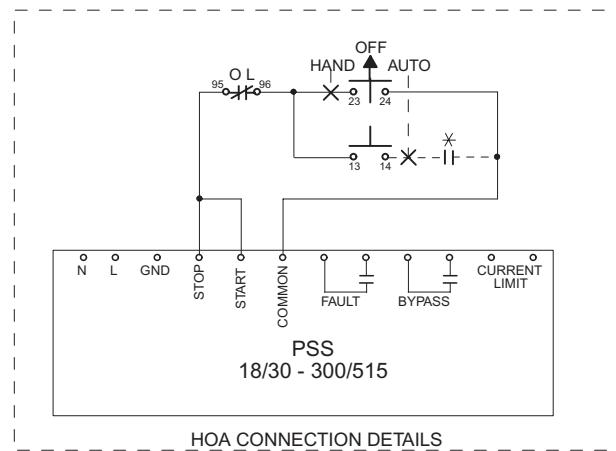 OFF
HAND AUTO
O L
95 96
23 24
13 14
N L GND STOP START COMMON FAULT BYPASS CURRENT LIMIT
PSS
18/30 - 300/515
HOA CONNECTION DETAILS